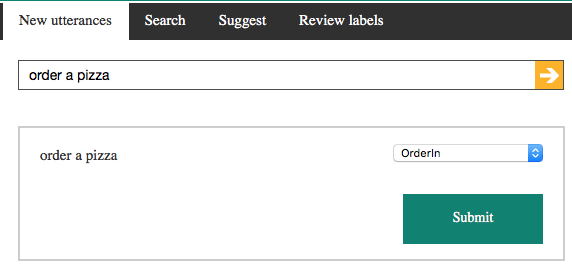 New utterances Search Suggest Review labels
order a pizza
order a pizza OrderIn
Submit